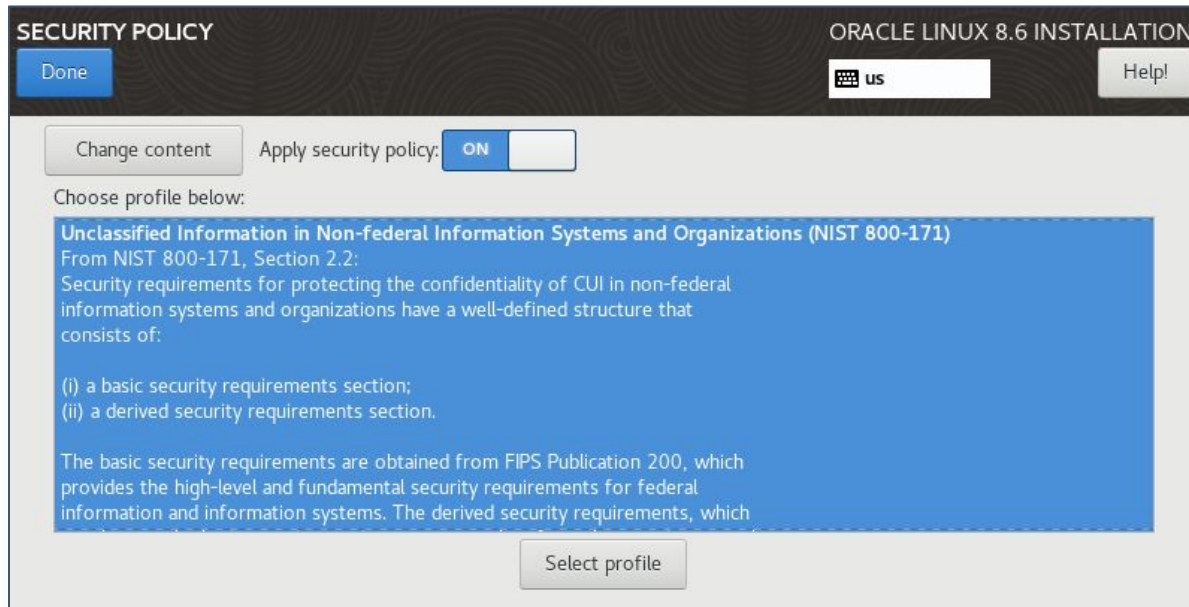 SECURITY POLICY
ORACLE LINUX 8.6 INSTALLATION
Done
us
Help!
Change content
Apply security policy:
ON
Choose profile below:
Unclassified Information in Non-federal Information Systems and Organizations (NIST 800-171)
From NIST 800-171, Section 2.2:
Security requirements for protecting the confidentiality of CUI in non-federal
information systems and organizations have a well-defined structure that
consists of:
(i) a basic security requirements section;
(ii) a derived security requirements section.
The basic security requirements are obtained from FIPS Publication 200, which
provides the high-level and fundamental security requirements for federal
information and information systems. The derived security requirements, which
Select profile